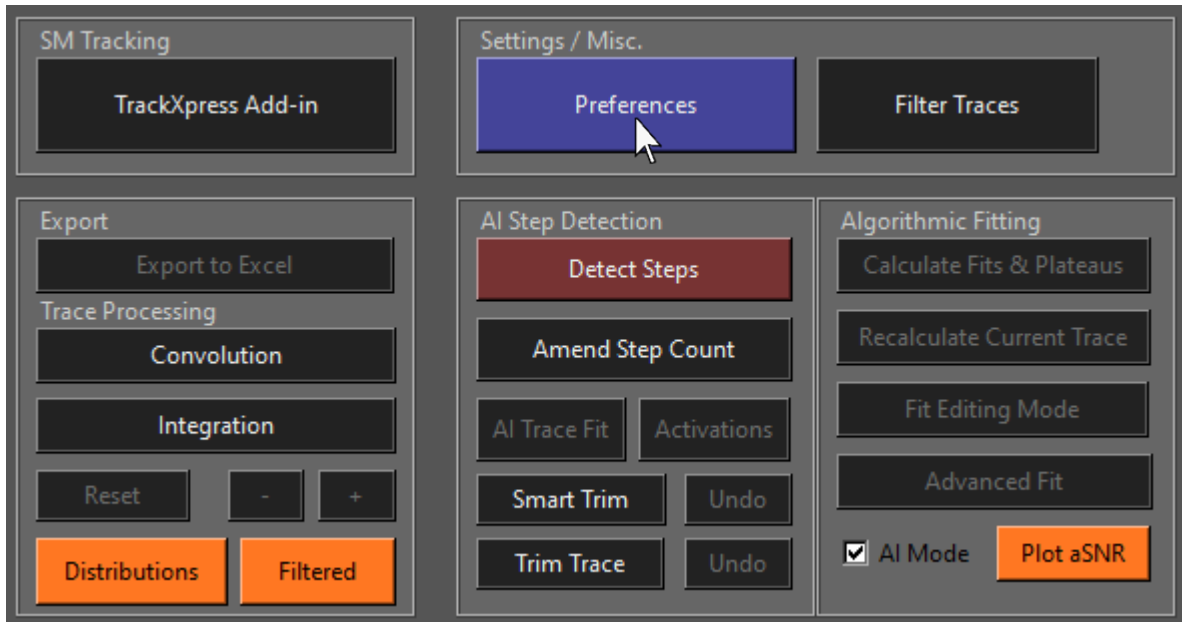 SM Tracking
TrackXpress Add-in
Settings / Misc.
Preferences
Filter Traces
Export
Export to Excel
Trace Processing
Convolution
Integration
Reset
-
+
Distributions
Filtered
AI Step Detection
Detect Steps
Amend Step Count
AI Trace Fit
Activations
Smart Trim
Undo
Trim Trace
Undo
Algorithmic Fitting
Calculate Fits & Plateaus
Recalculate Current Trace
Fit Editing Mode
Advanced Fit
AI Mode
Plot aSNR